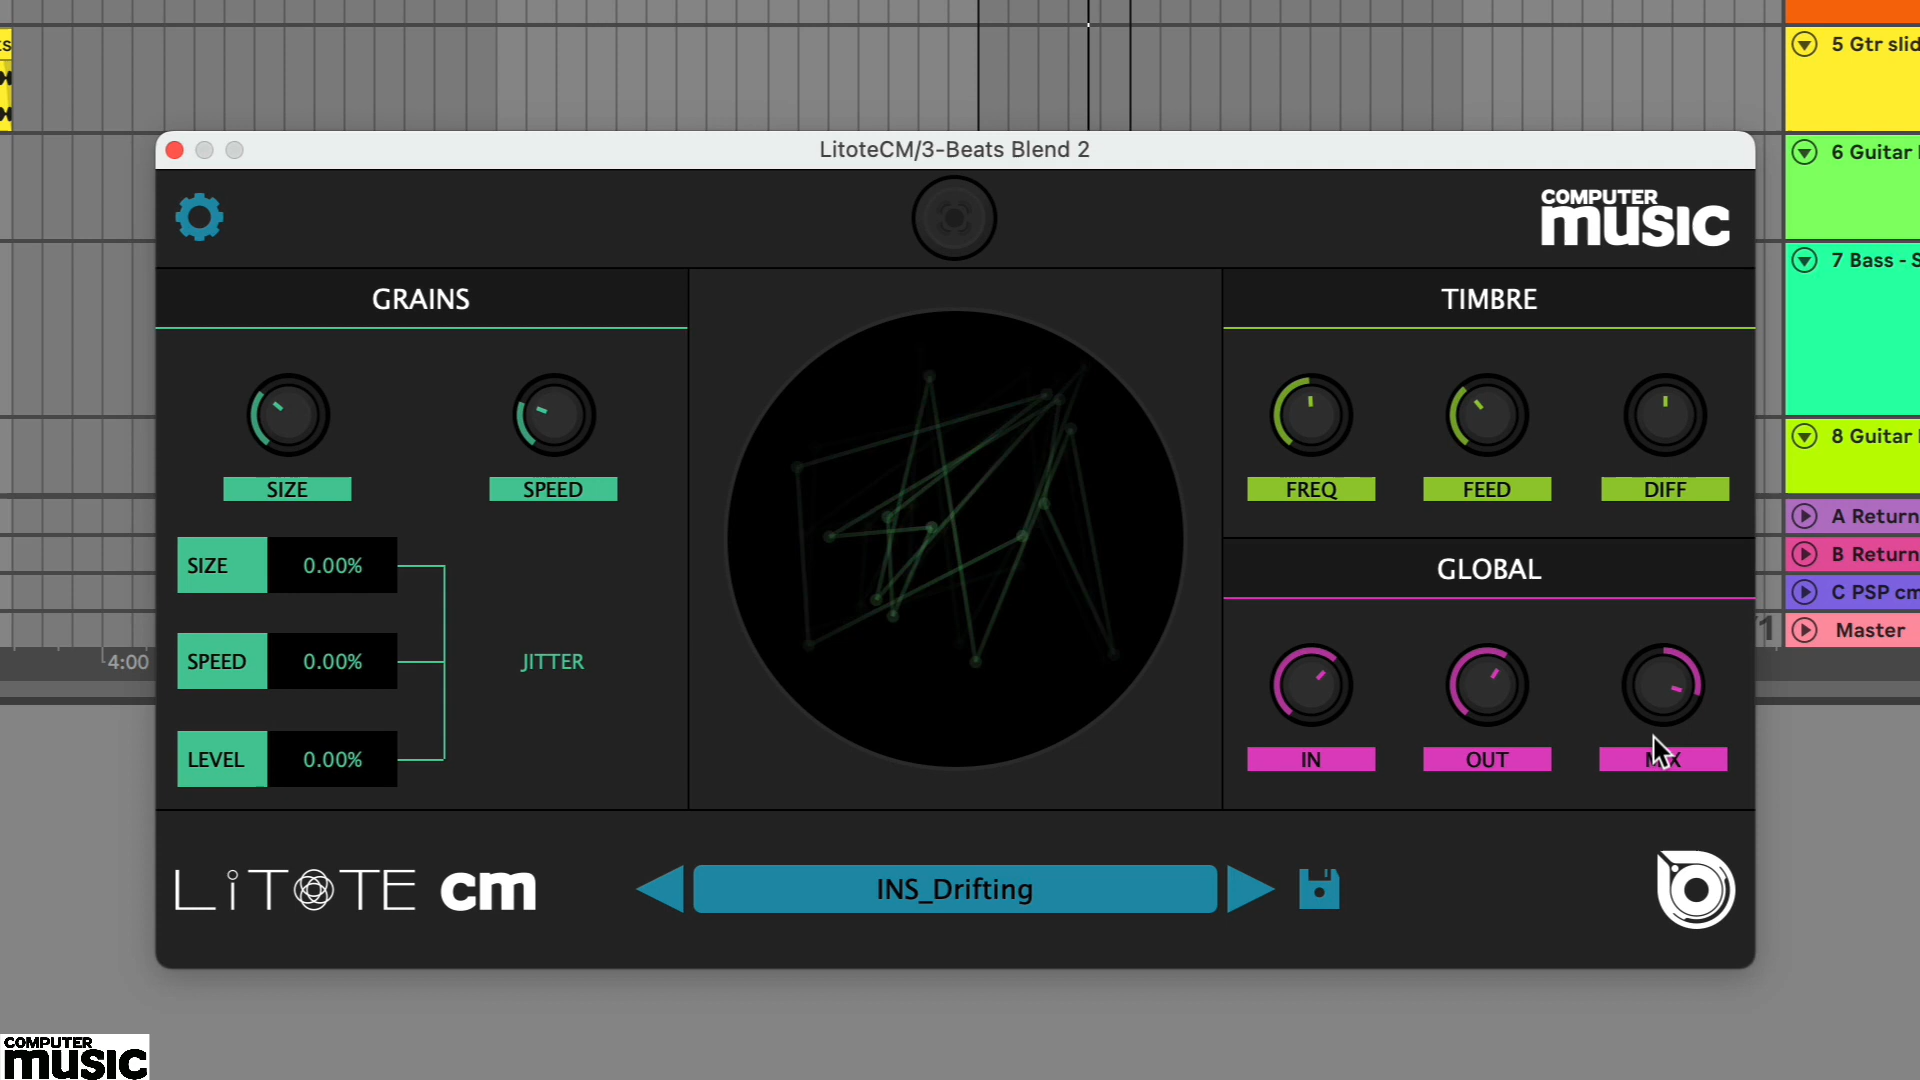 5 Gtr slid
LitoteCM/3-Beats Blend 2
6 Guitar
COMPUTER
music
7 Bass - S
GRAINS
TIMBRE
SIZE
SPEED
FREQ
FEED
DIFF
8 Guitar
A Return
B Return
C PSP cm
Master
SIZE 0.00%
SPEED 0.00%
JITTER
LEVEL 0.00%
GLOBAL
IN
OUT
4:00
LiTOTE cm
INS_Drifting
COMPUTER
music